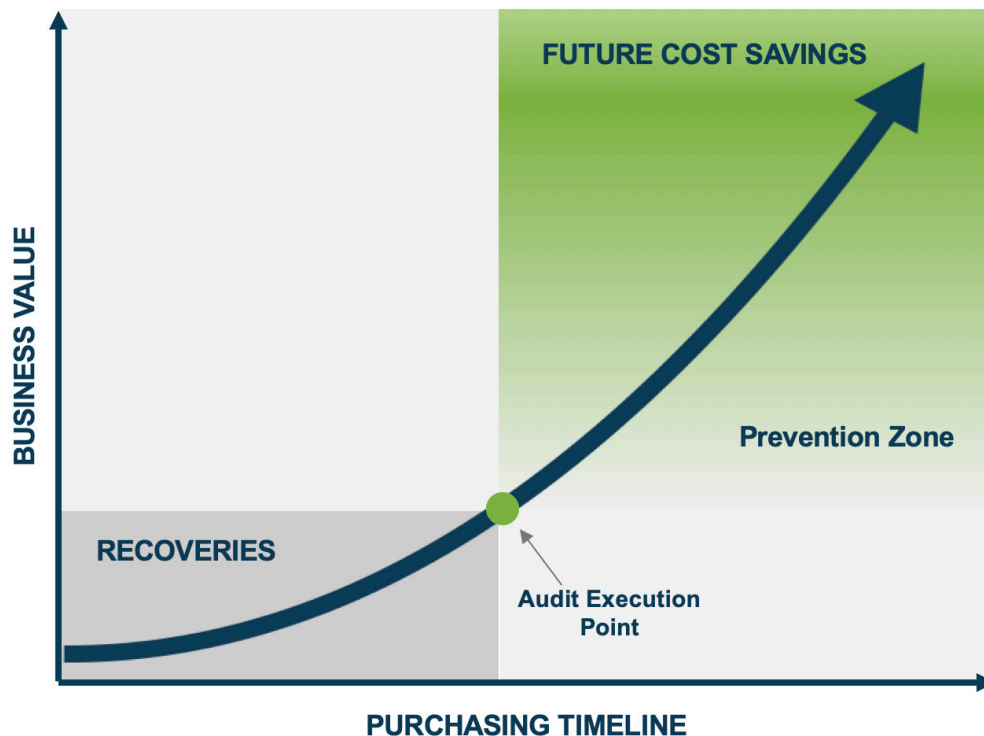 FUTURE COST SAVINGS
BUSINESS VALUE
Prevention Zone
RECOVERIES
Audit Execution
Point
PURCHASING TIMELINE